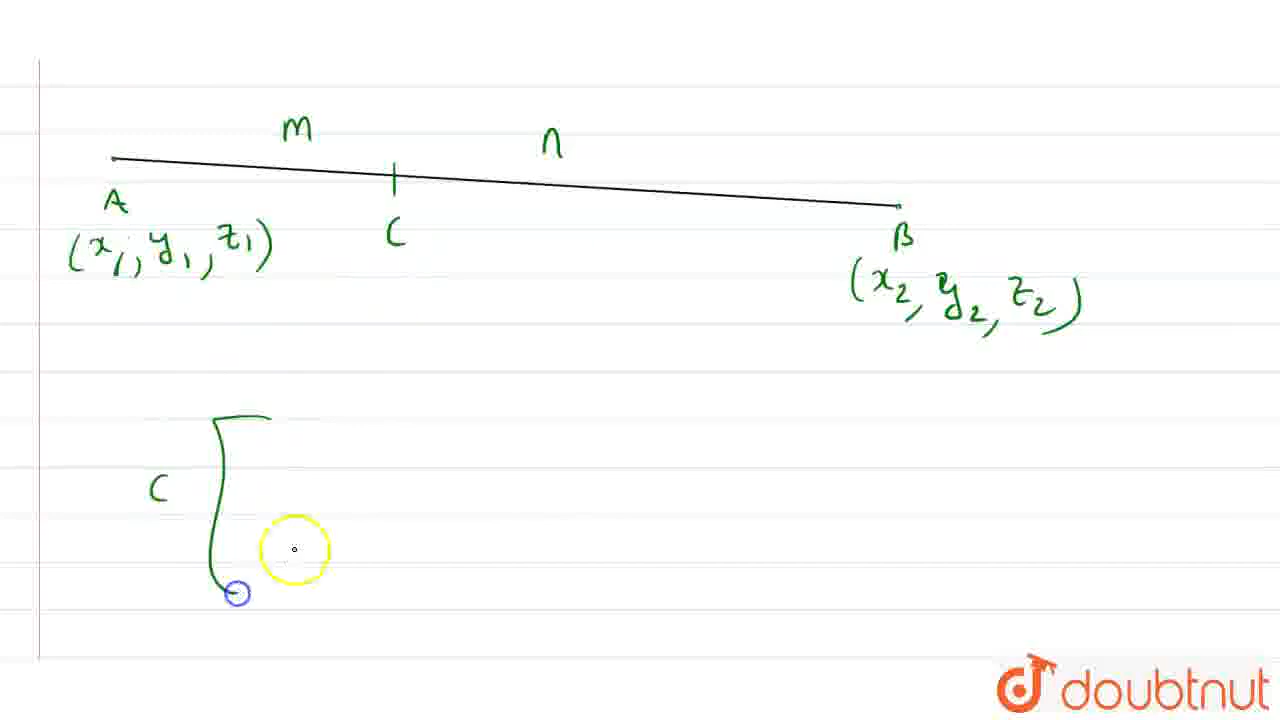 m n
A C B
(x₁, y₁, z₁) (x₂, y₂, z₂)
C [
doubtnut